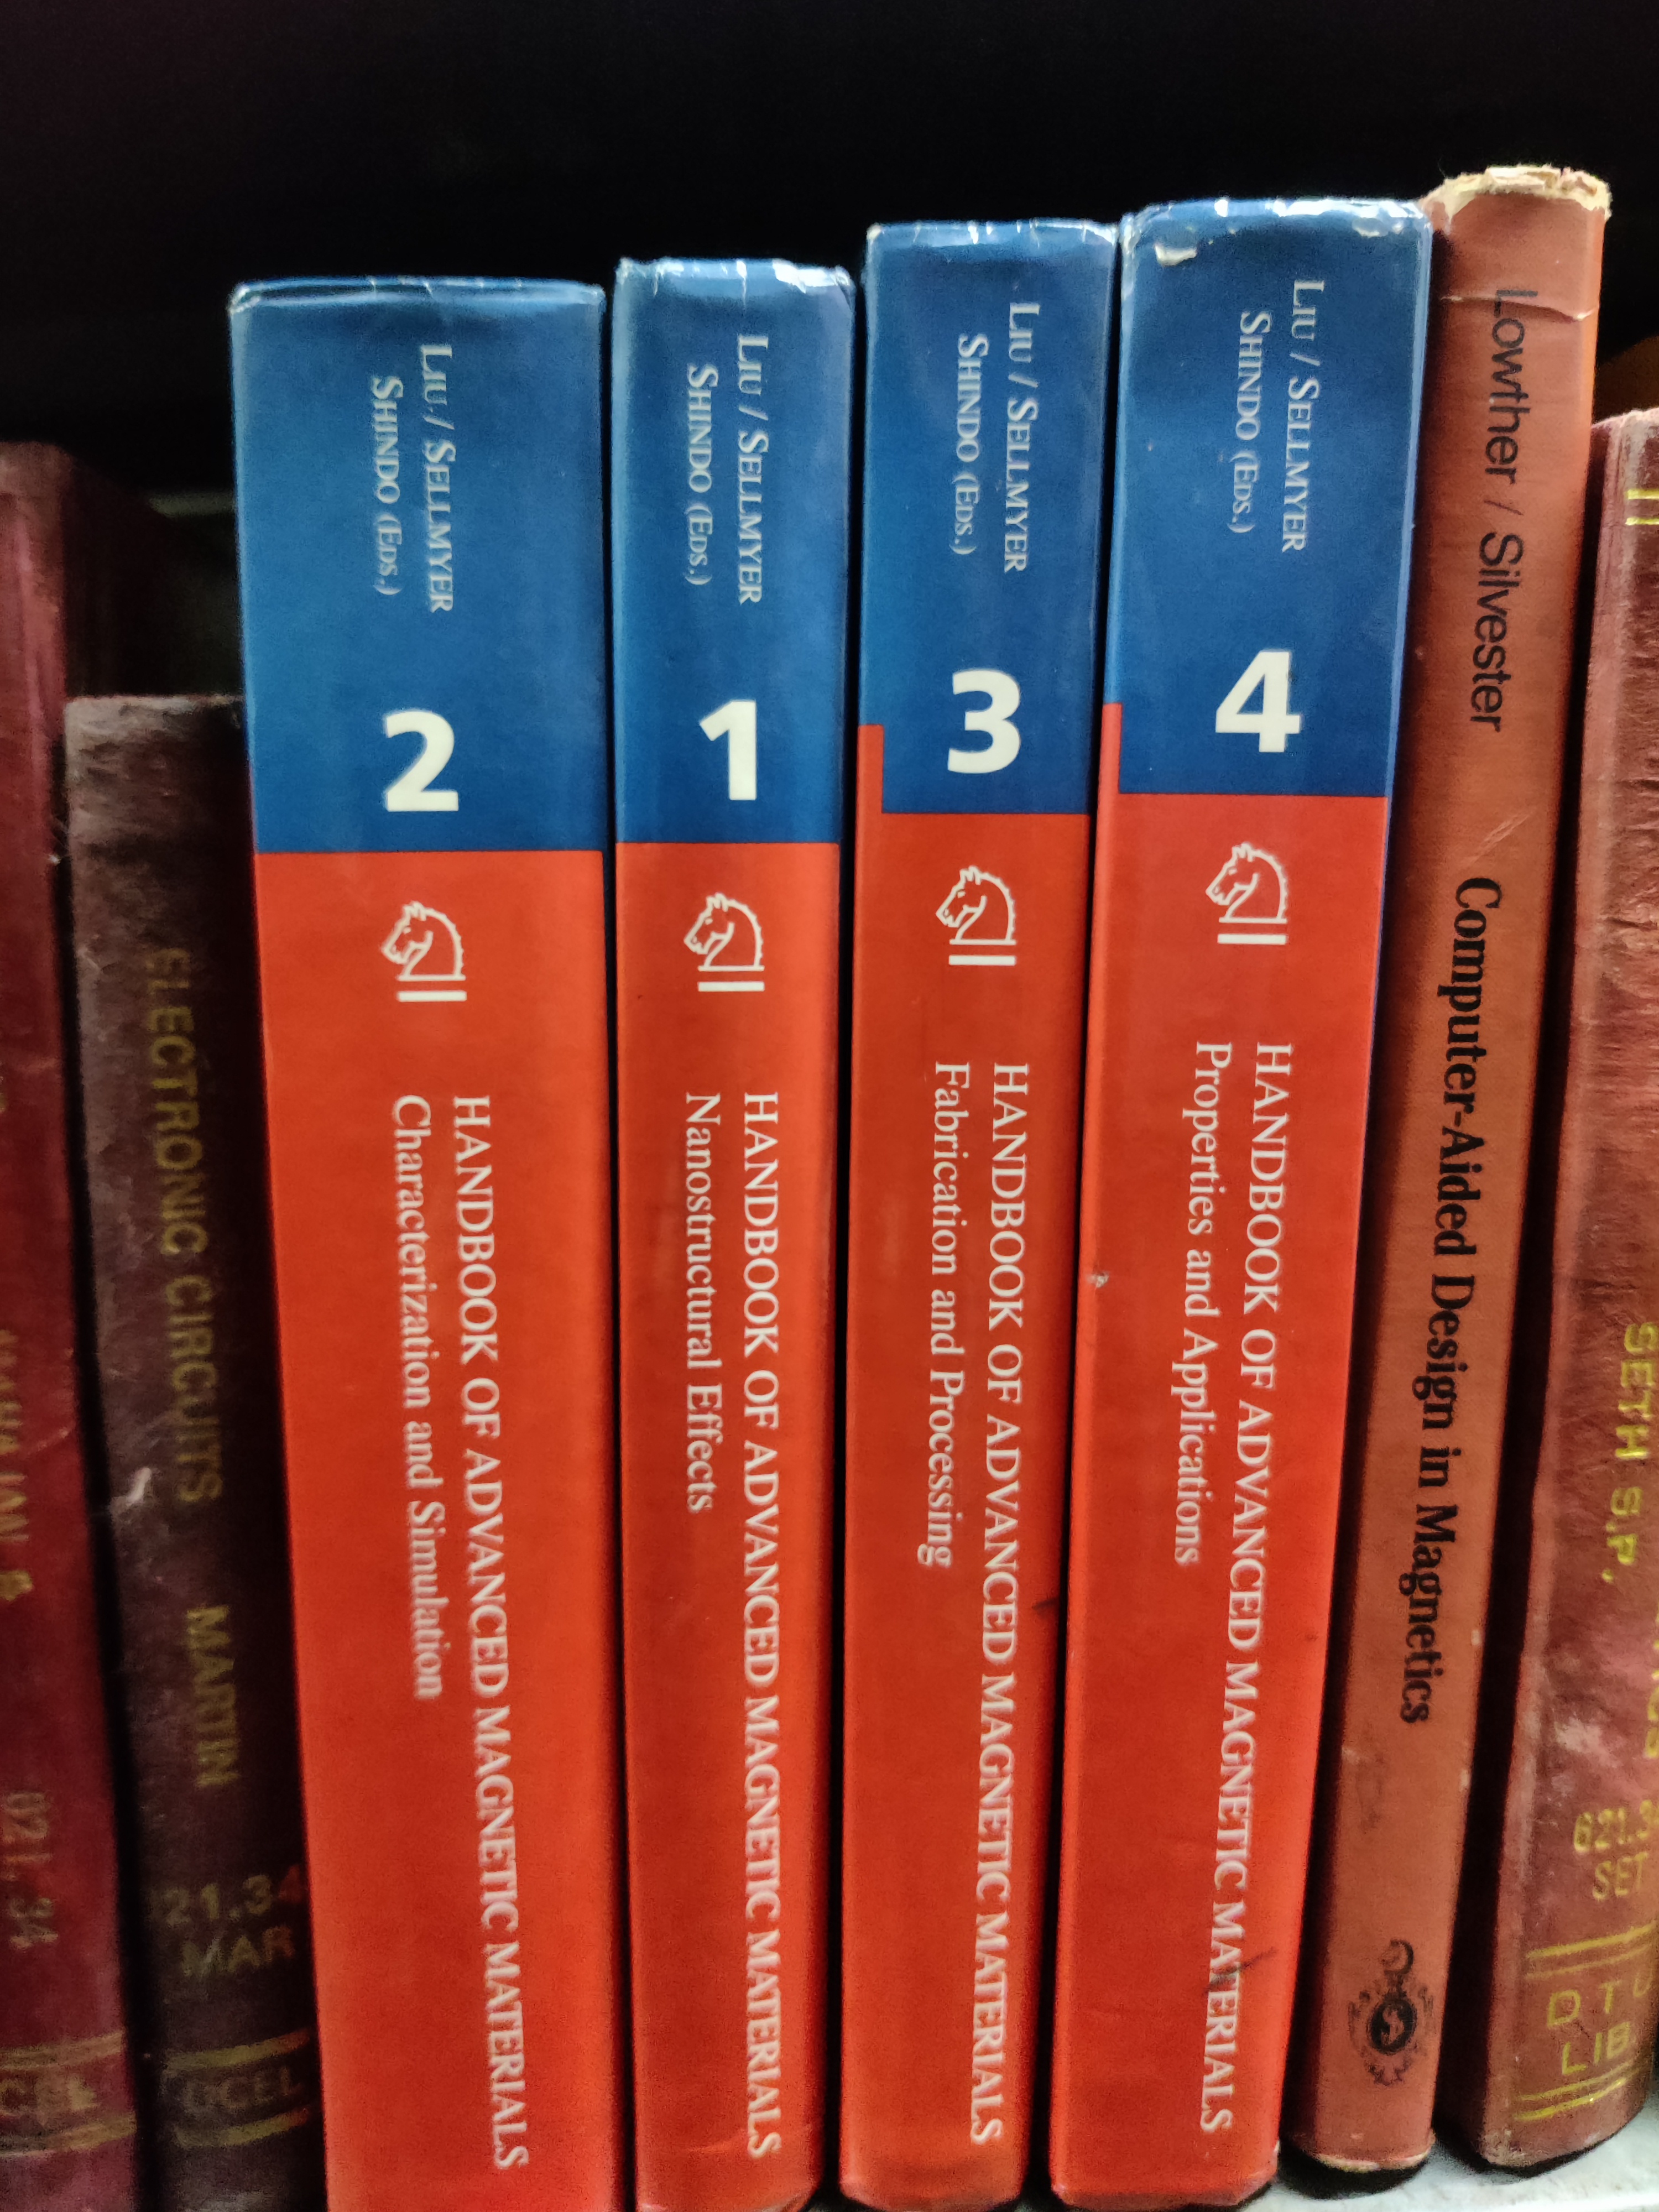 621.34
ELECTRONIC CIRCUITS MARTIN
21.34
MAR
LIU / SELLMYER
SHINDO (EDS.)
2
HANDBOOK OF ADVANCED MAGNETIC MATERIALS
Characterization and Simulation
LIU / SELLMYER
SHINDO (EDS.)
1
HANDBOOK OF ADVANCED MAGNETIC MATERIALS
Nanostructural Effects
LIU / SELLMYER
SHINDO (EDS.)
3
HANDBOOK OF ADVANCED MAGNETIC MATERIALS
Fabrication and Processing
LIU / SELLMYER
SHINDO (EDS.)
4
HANDBOOK OF ADVANCED MAGNETIC MATERIALS
Properties and Applications
Lowther / Silvester
Computer-Aided Design in Magnetics
SETH S.P.
621.3
SET
DTU
LIB